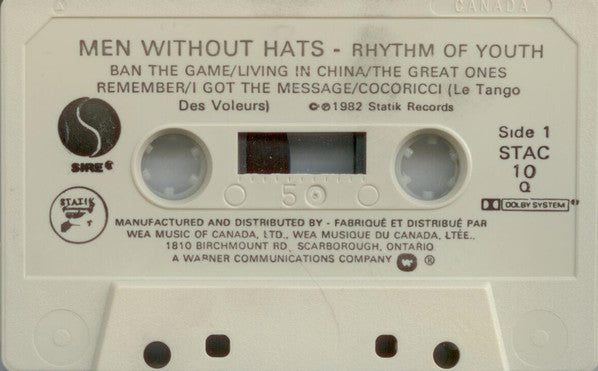 CANADA
MEN WITHOUT HATS - RHYTHM OF YOUTH
BAN THE GAME/LIVING IN CHINA/THE GREAT ONES
REMEMBER/I GOT THE MESSAGE/COCORICCI (Le Tango
Des Voleurs) ©℗1982 Statik Records
SIRE
Side 1
STAC
10
Q
50
STATIK
DOLBY SYSTEM
MANUFACTURED AND DISTRIBUTED BY - FABRIQUÉ ET DISTRIBUÉ PAR
WEA MUSIC OF CANADA, LTD., WEA MUSIQUE DU CANADA, LTÉE.,
1810 BIRCHMOUNT RD, SCARBOROUGH, ONTARIO
A WARNER COMMUNICATIONS COMPANY ®